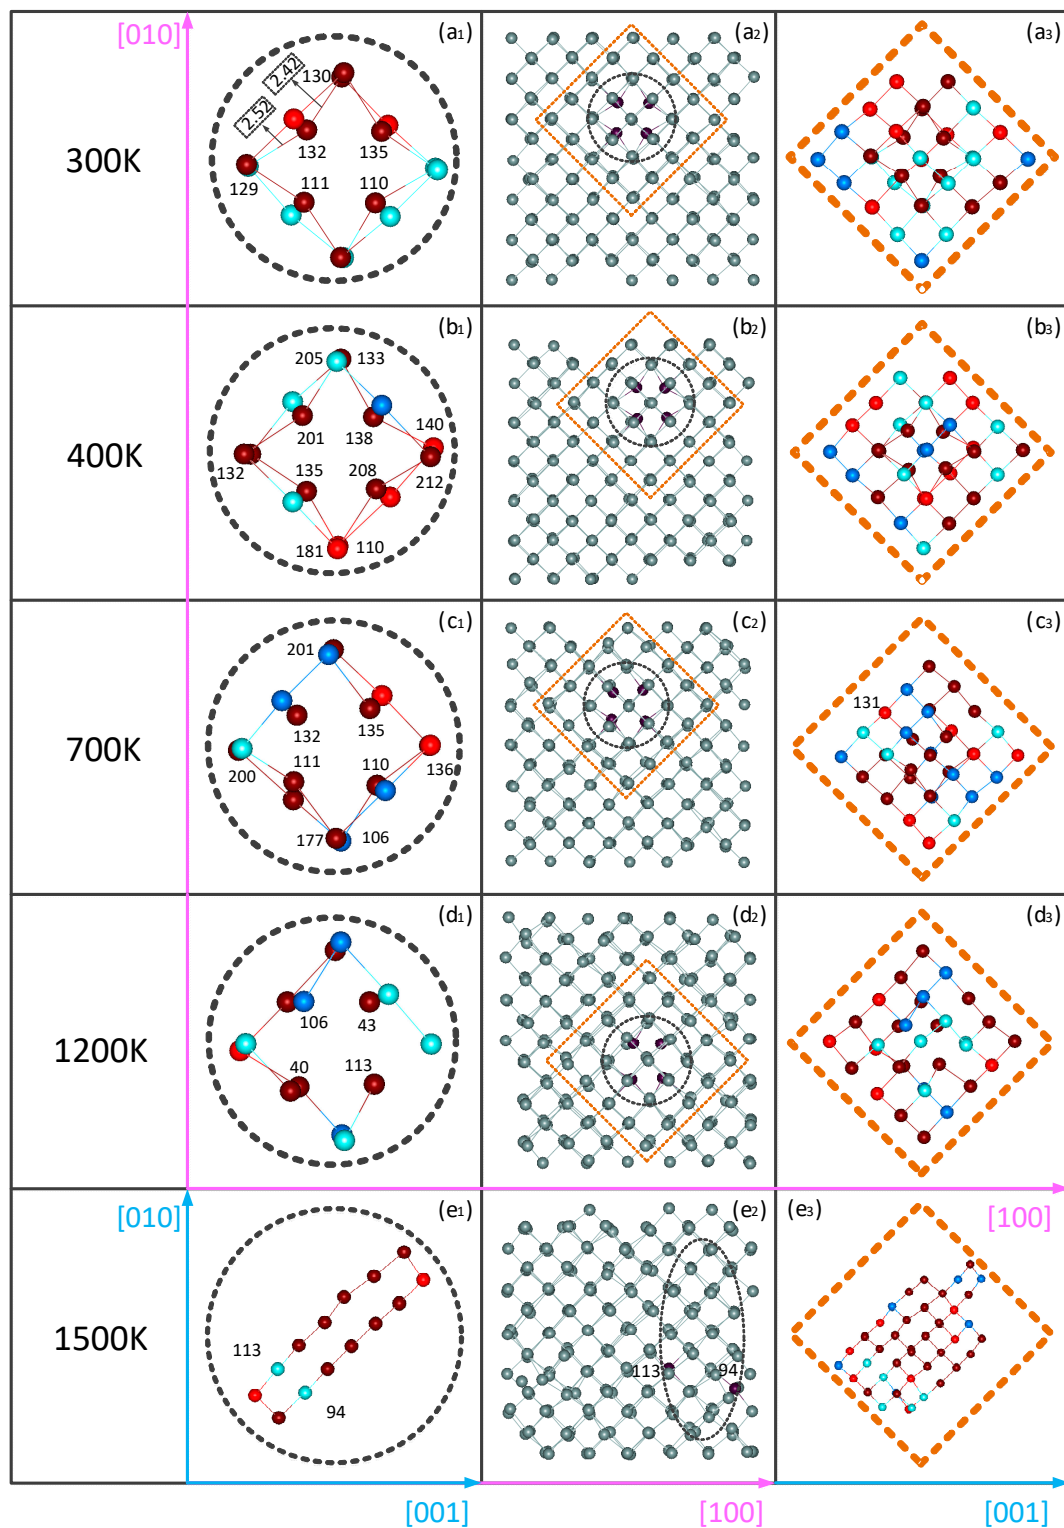 [010]
300K
(a1)
130
2.42
2.52
132
135
129
111
110
(a2)
(a3)
400K
(b1)
205
133
140
201
138
132
135
208
212
181
110
(b2)
(b3)
700K
(c1)
201
132
135
200
111
110
136
177
106
(c2)
(c3)
131
1200K
(d1)
106
43
40
113
(d2)
(d3)
[100]
[010]
1500K
(e1)
113
94
(e2)
113
94
(e3)
[001]
[100]
[001]